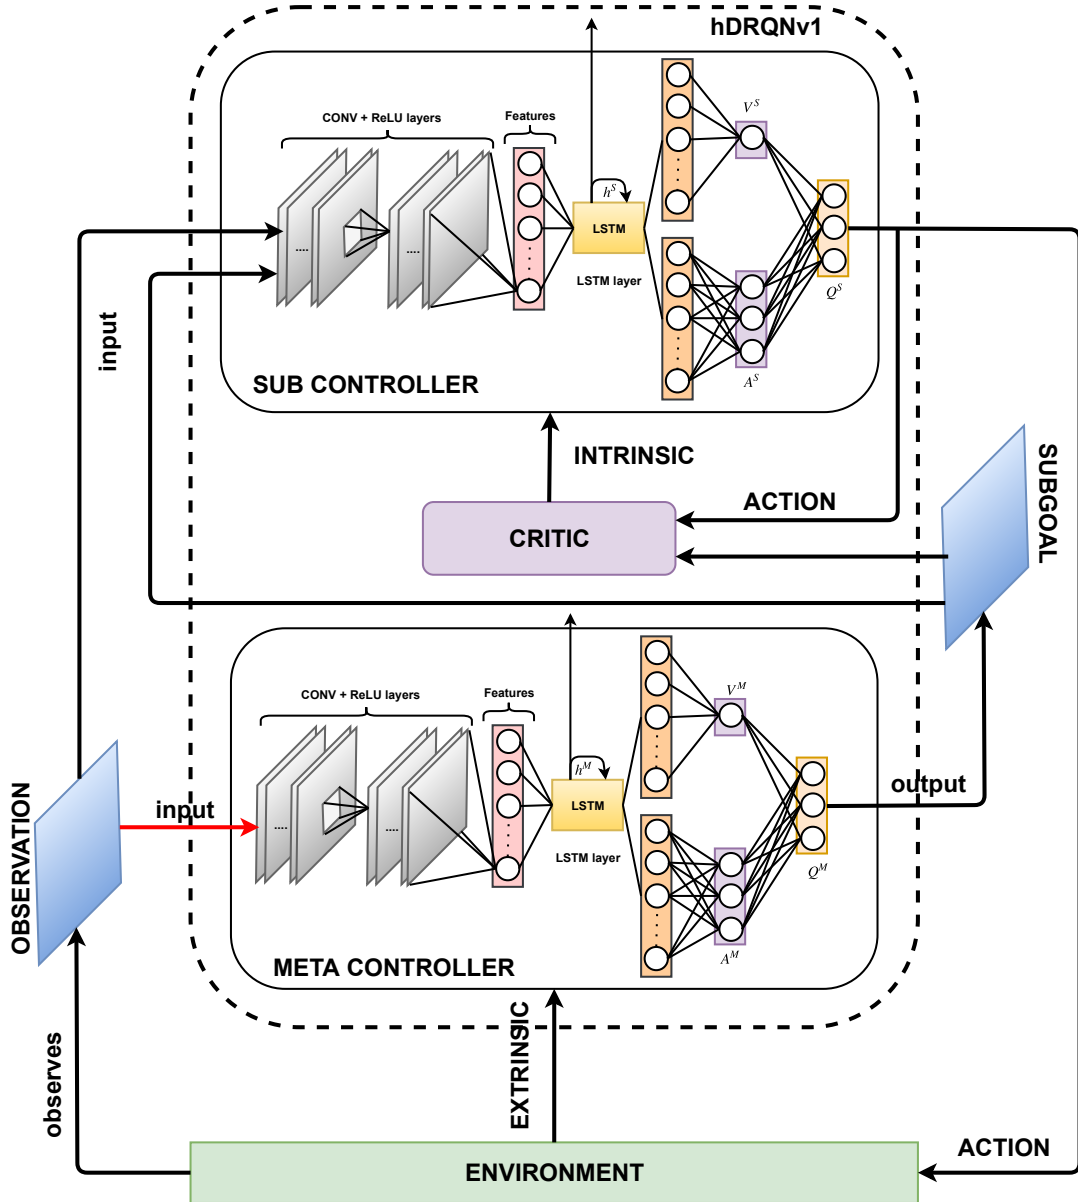 hDRQNv1
CONV + ReLU layers
Features
V^S
h^S
LSTM
....
....
LSTM layer
Q^S
A^S
SUB CONTROLLER
input
INTRINSIC
ACTION
CRITIC
SUBGOAL
CONV + ReLU layers
Features
V^M
h^M
LSTM
output
input
....
....
LSTM layer
Q^M
A^M
OBSERVATION
META CONTROLLER
EXTRINSIC
observes
ACTION
ENVIRONMENT